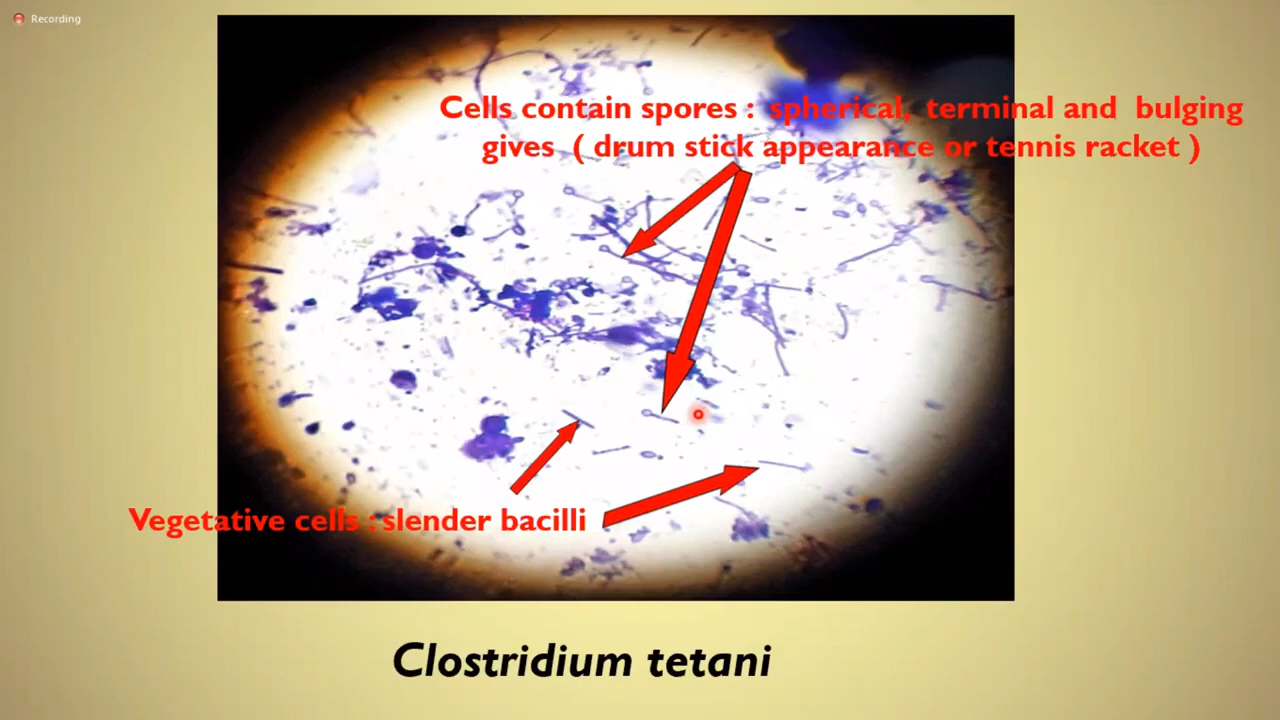 Recording
Cells contain spores : spherical, terminal and bulging
gives ( drum stick appearance or tennis racket )
Vegetative cells : slender bacilli
Clostridium tetani